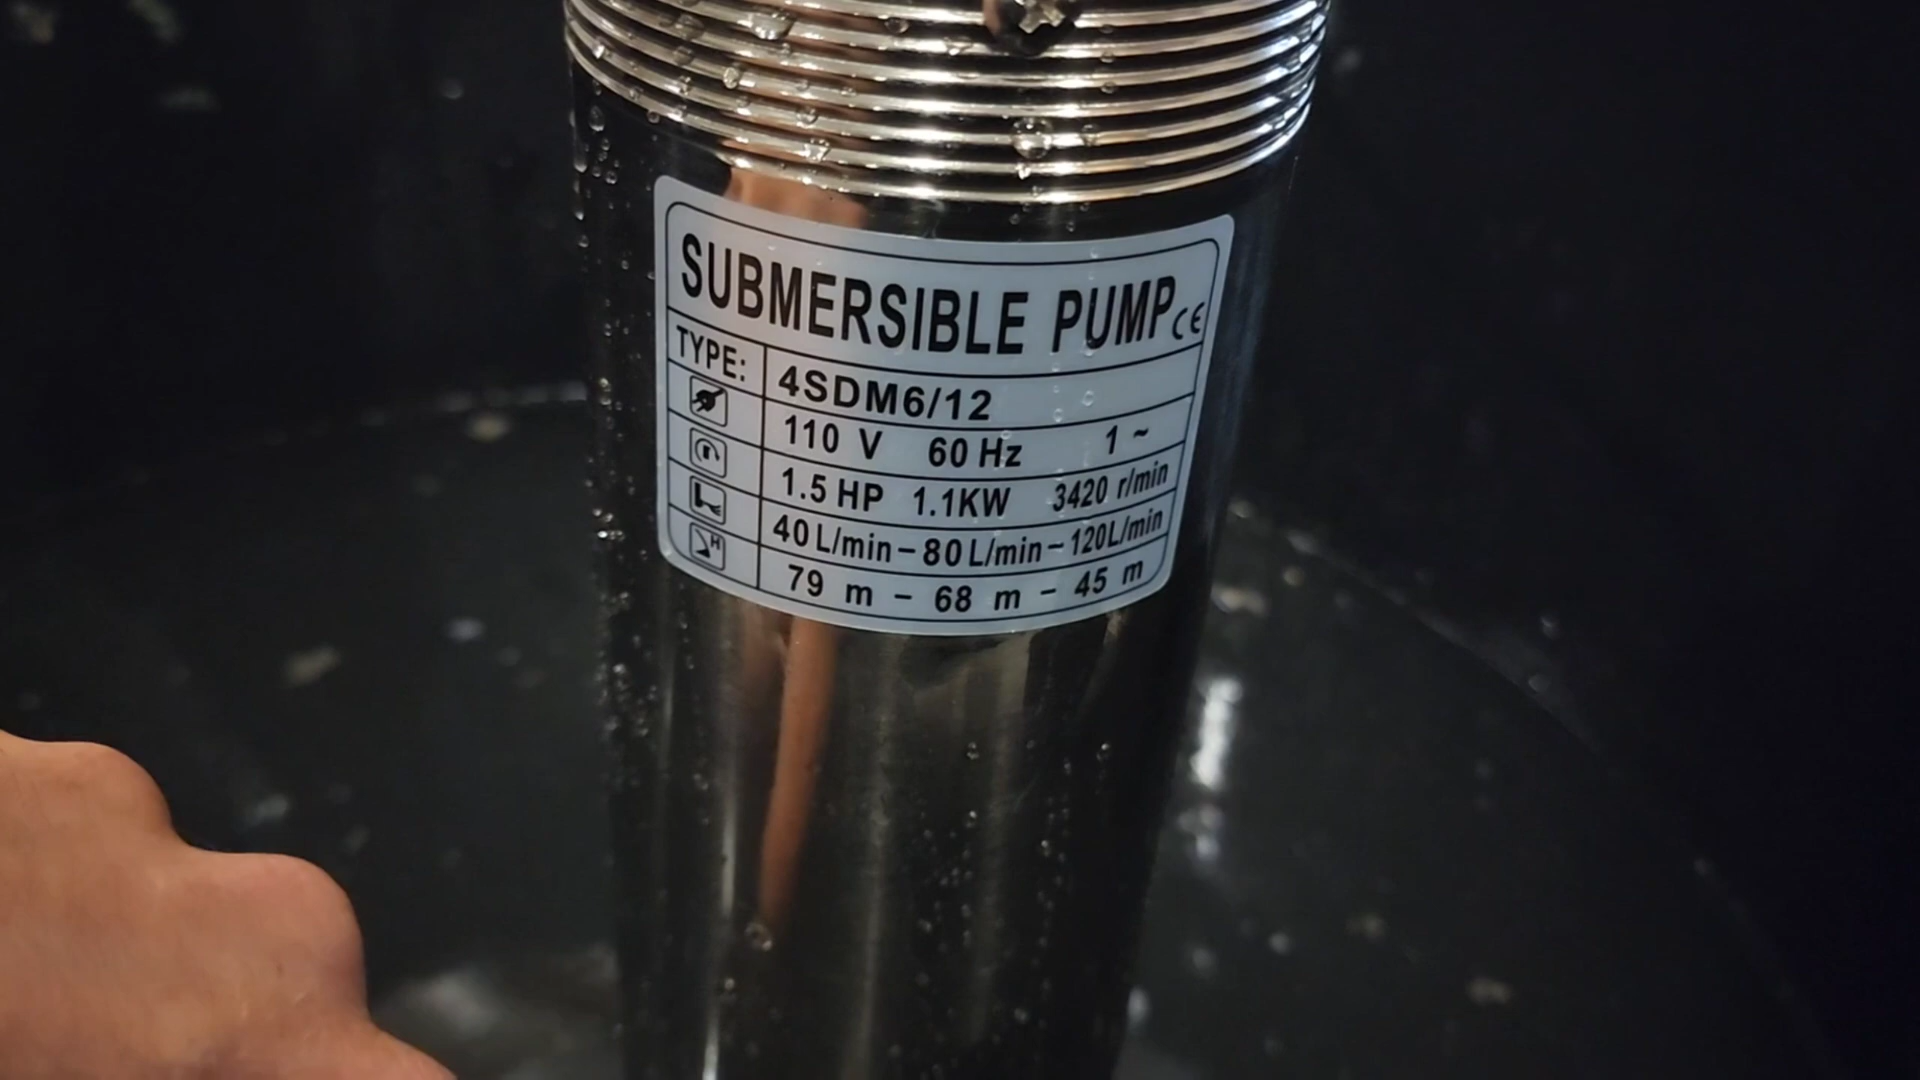 SUBMERSIBLE PUMP CE
TYPE: 4SDM6/12
110 V 60 Hz 1 ~
1.5 HP 1.1KW 3420 r/min
40 L/min - 80 L/min - 120L/min
H 79 m - 68 m - 45 m